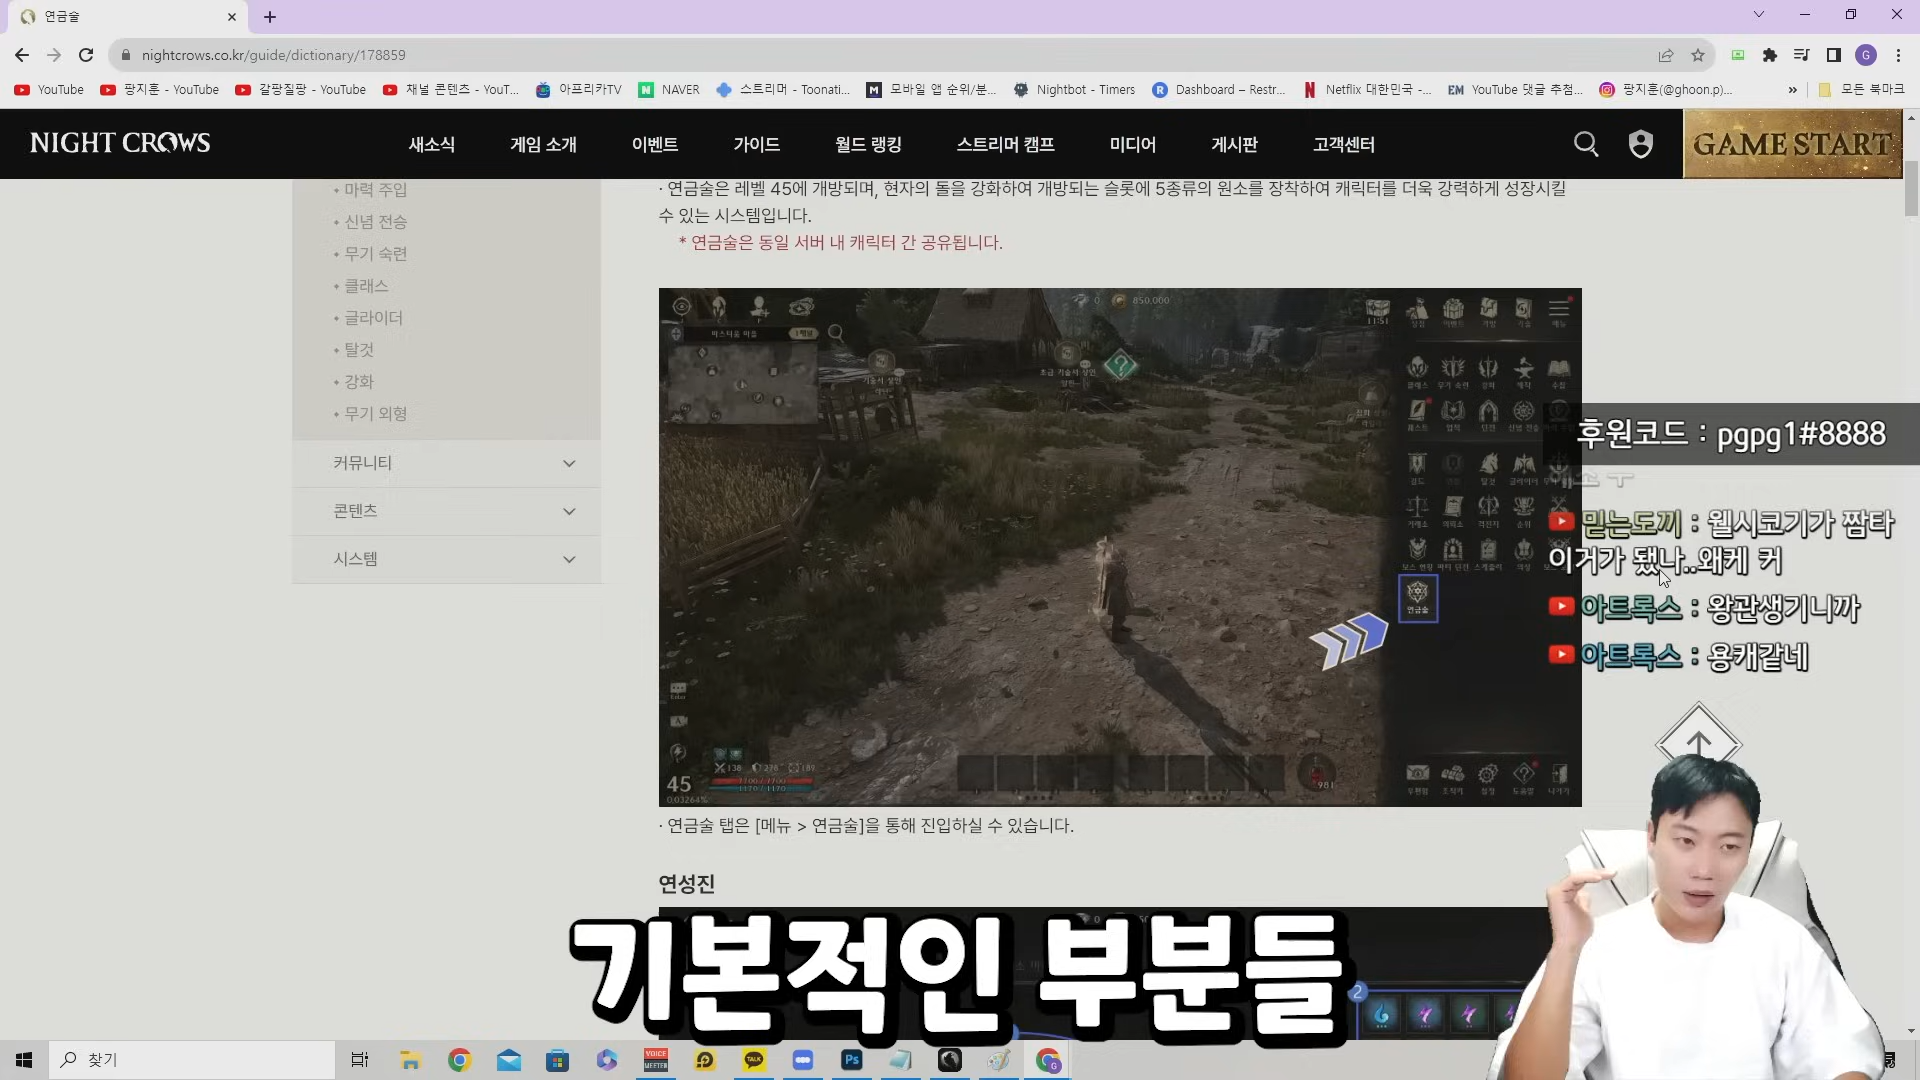 연금술
nightcrows.co.kr/guide/dictionary/178859
YouTube
팡지훈 - YouTube
갈팡질팡 - YouTube
채널 콘텐츠 - YouT...
아프리카TV
NAVER
스트리머 - Toonati...
모바일 앱 순위/분...
Nightbot - Timers
Dashboard – Restr...
Netflix 대한민국 -...
YouTube 댓글 추첨...
팡지훈(@ghoon.p)...
모든 북마크
NIGHT CROWS
새소식
게임 소개
이벤트
가이드
월드 랭킹
스트리머 캠프
미디어
게시판
고객센터
GAME START
마력 주입
신념 전승
무기 숙련
클래스
글라이더
탈것
강화
무기 외형
커뮤니티
콘텐츠
시스템
· 연금술은 레벨 45에 개방되며, 현자의 돌을 강화하여 개방되는 슬롯에 5종류의 원소를 장착하여 캐릭터를 더욱 강력하게 성장시킬
수 있는 시스템입니다.
* 연금술은 동일 서버 내 캐릭터 간 공유됩니다.
0 850,000
11:51
메뉴
연금술
45
981
후원코드 : pgpg1#8888
믿는도끼 : 웰시코기가 짬타
이거가 됐나..왜케 커
아트록스 : 왕관생기니까
아트록스 : 용캐같네
· 연금술 탭은 [메뉴 > 연금술]을 통해 진입하실 수 있습니다.
연성진
기본적인 부분들
2
찾기